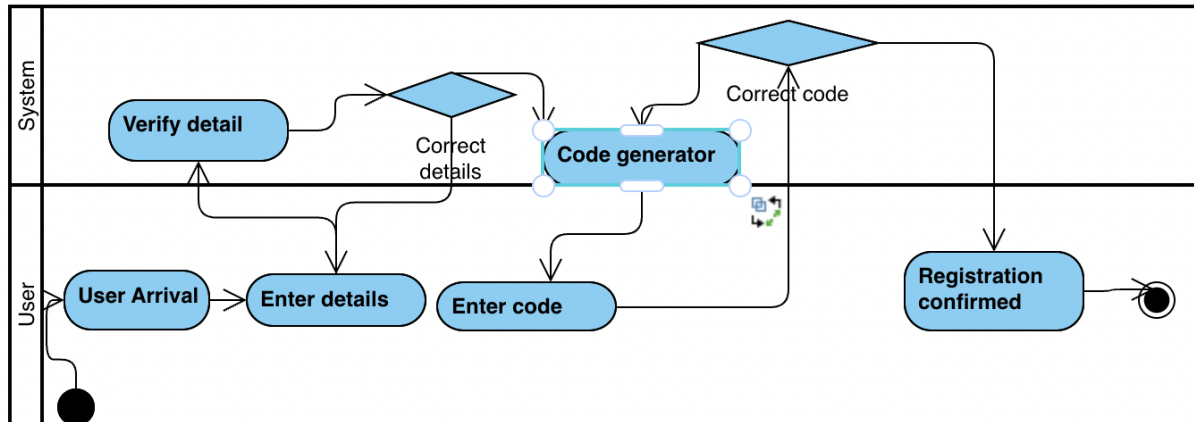 System
Verify detail
Correct
details
Correct code
Code generator
User
User Arrival
Enter details
Enter code
Registration
confirmed